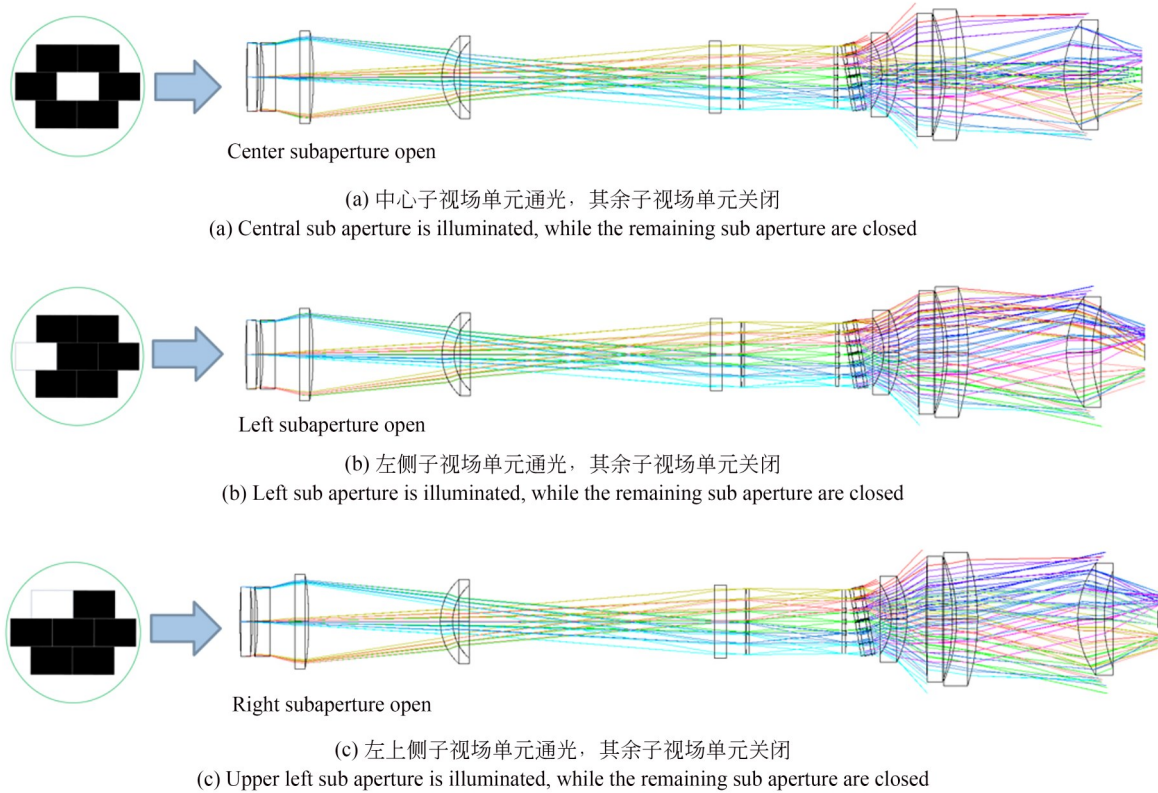 Center subaperture open
(a) 中心子视场单元通光，其余子视场单元关闭
(a) Central sub aperture is illuminated, while the remaining sub aperture are closed
Left subaperture open
(b) 左侧子视场单元通光，其余子视场单元关闭
(b) Left sub aperture is illuminated, while the remaining sub aperture are closed
Right subaperture open
(c) 左上侧子视场单元通光，其余子视场单元关闭
(c) Upper left sub aperture is illuminated, while the remaining sub aperture are closed